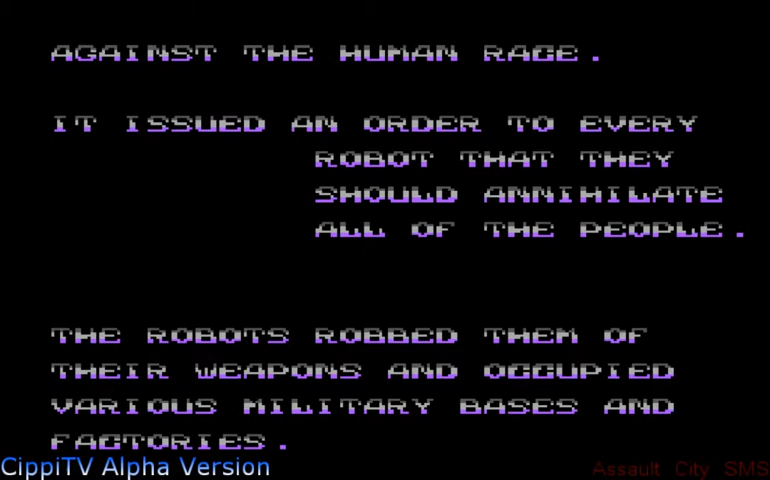 AGAINST THE HUMAN RACE.
IT ISSUED AN ORDER TO EVERY
ROBOT THAT THEY
SHOULD ANNIHILATE
ALL OF THE PEOPLE.
THE ROBOTS ROBBED THEM OF
THEIR WEAPONS AND OCCUPIED
VARIOUS MILITARY BASES AND
FACTORIES.
CippiTV Alpha Version
Assault City SMS